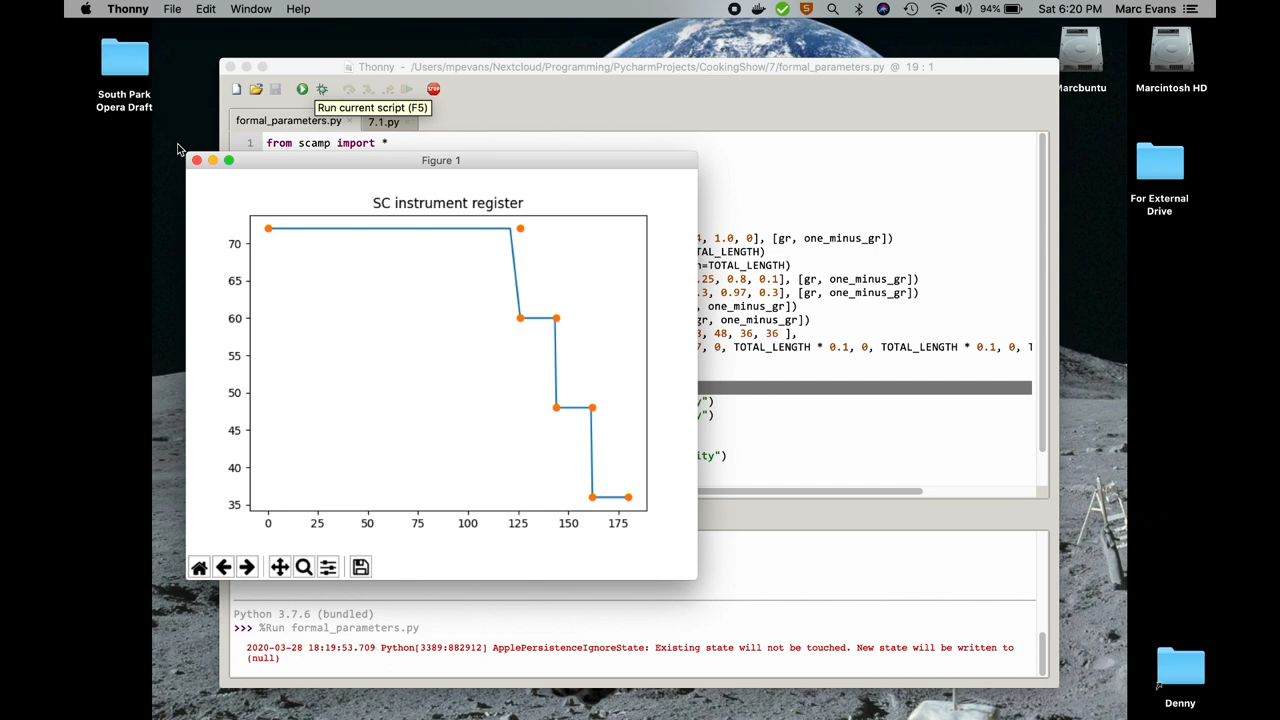 Thonny File Edit Window Help 94% Sat 6:20 PM Marc Evans
South Park
Opera Draft
Thonny - /Users/mpevans/Nextcloud/Programming/PycharmProjects/CookingShow/7/formal_parameters.py @ 19 : 1
Marcbuntu
Marcintosh HD
Run current script (F5)
formal_parameters.py
7.1.py
1 from scamp import *
Figure 1
For External
Drive
SC instrument register
, 1.0, 0], [gr, one_minus_gr])
TAL_LENGTH)
=TOTAL_LENGTH)
.25, 0.8, 0.1], [gr, one_minus_gr])
.3, 0.97, 0.3], [gr, one_minus_gr])
one_minus_gr])
gr, one_minus_gr])
, 48, 36, 36 ],
, 0, TOTAL_LENGTH * 0.1, 0, TOTAL_LENGTH * 0.1, 0,
y")
y")
ity")
70
65
60
55
50
45
40
35
0 25 50 75 100 125 150 175
Python 3.7.6 (bundled)
>>> %Run formal_parameters.py
2020-03-28 18:19:53.709 Python[3389:882912] ApplePersistenceIgnoreState: Existing state will not be touched. New state will be written to
(null)
Denny